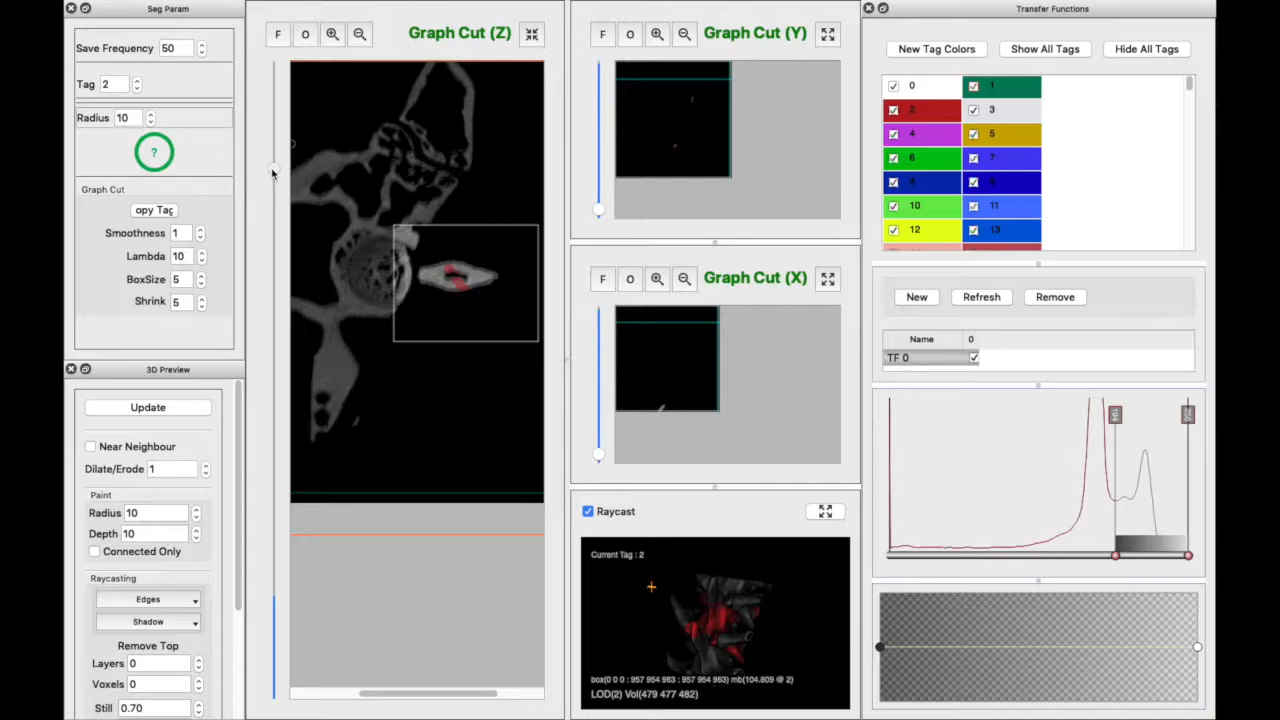 Seg Param
Save Frequency 50
Tag 2
Radius 10
?
Graph Cut
opy Tag
Smoothness 1
Lambda 10
BoxSize 5
Shrink 5
3D Preview
Update
Near Neighbour
Dilate/Erode 1
Paint
Radius 10
Depth 10
Connected Only
Raycasting
Edges
Shadow
Remove Top
Layers 0
Voxels 0
Still 0.70
F O Graph Cut (Z)
F O Graph Cut (Y)
F O Graph Cut (X)
Raycast
Current Tag : 2
box(0 0 0 : 957 954 963) mb(104.809 @ 2)
LOD(2) Vol(479 477 482)
Transfer Functions
New Tag Colors Show All Tags Hide All Tags
0 1
2 3
4 5
6 7
8 9
10 11
12 13
New Refresh Remove
Name 0
TF 0
194